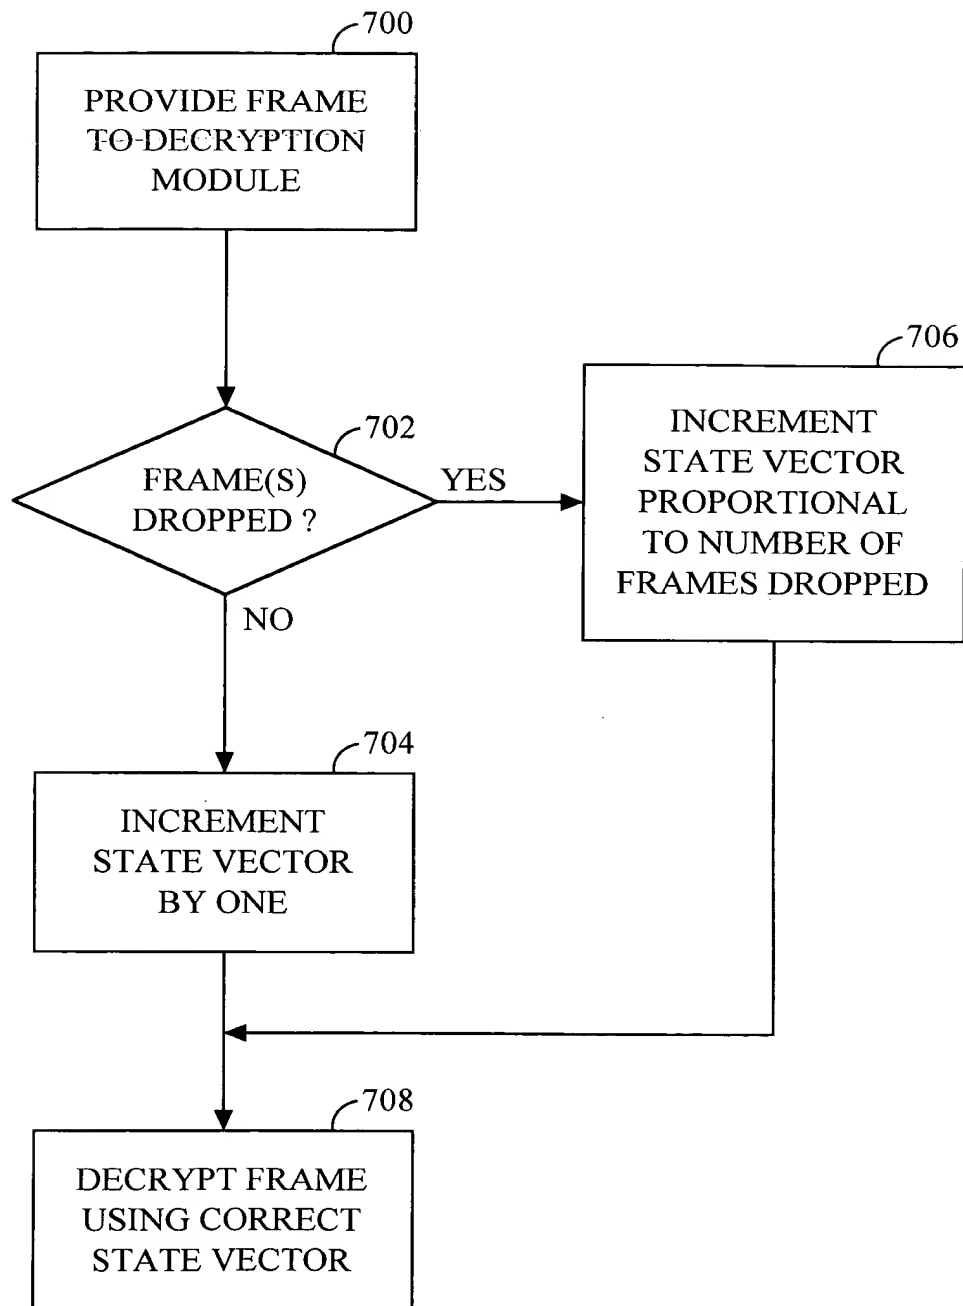 700
PROVIDE FRAME
TO-DECRYPTION
MODULE
702
FRAME(S)
DROPPED ?
YES
NO
706
INCREMENT
STATE VECTOR
PROPORTIONAL
TO NUMBER OF
FRAMES DROPPED
704
INCREMENT
STATE VECTOR
BY ONE
708
DECRYPT FRAME
USING CORRECT
STATE VECTOR